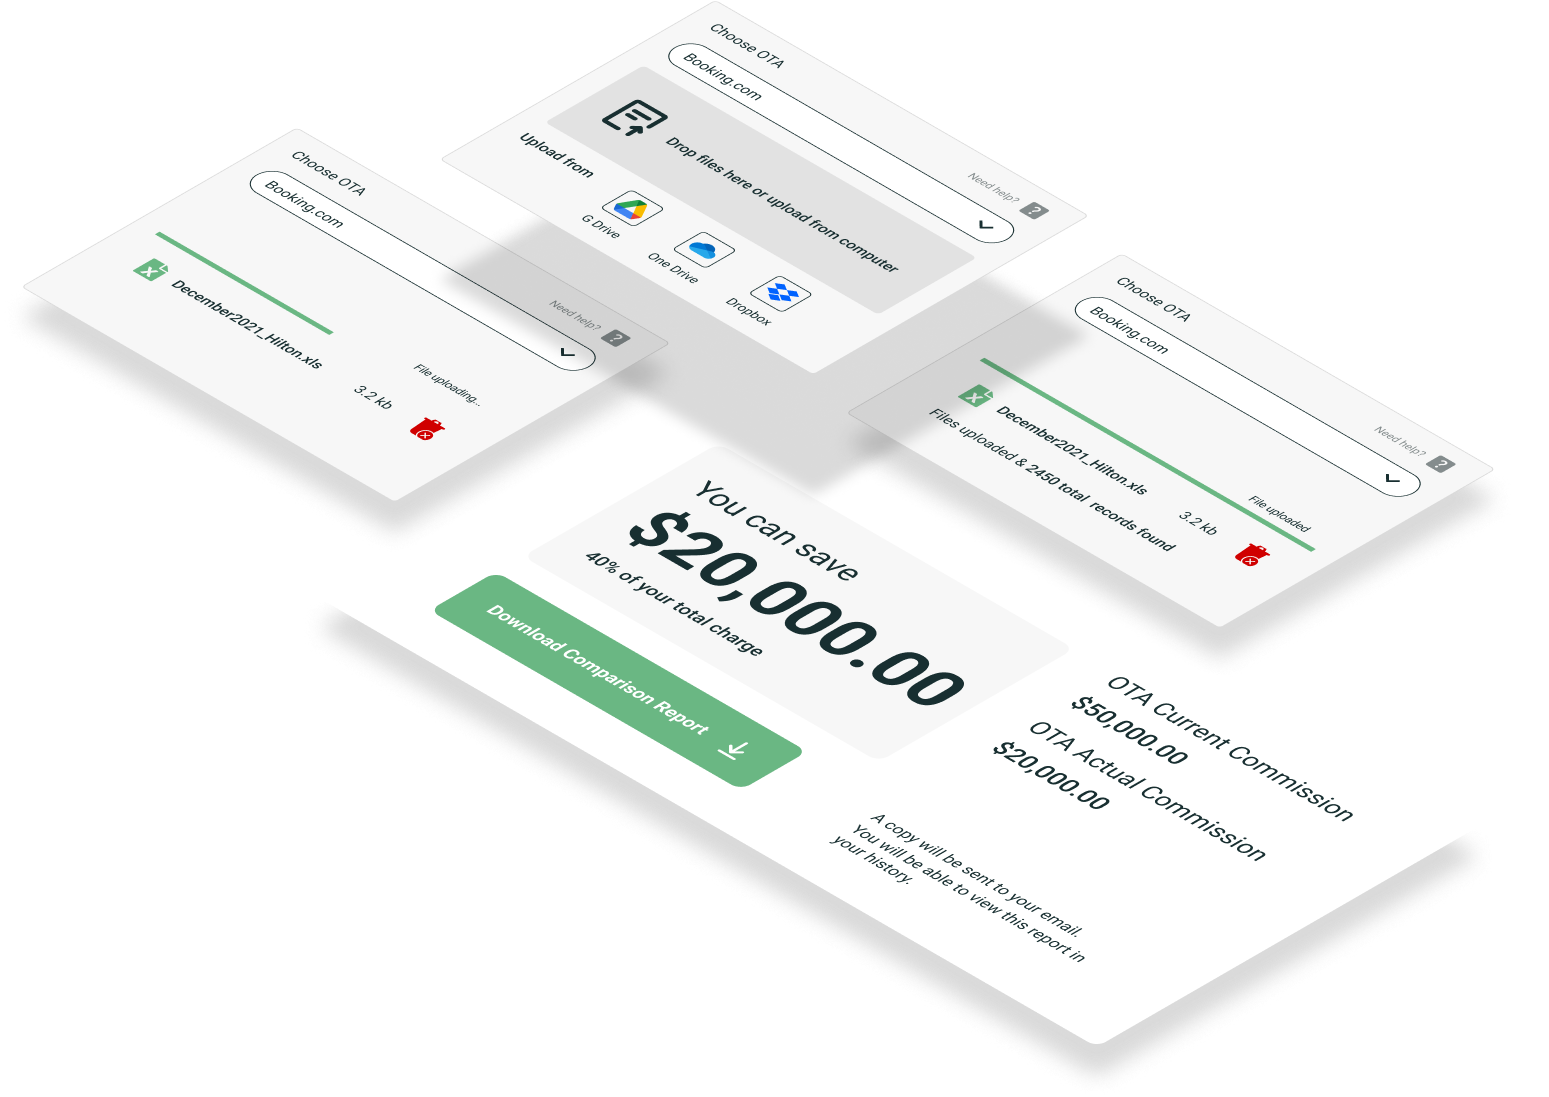 Choose OTA
Booking.com
Need help? ?
Drop files here or upload from computer
Upload from
G Drive
One Drive
Dropbox
Choose OTA
Booking.com
Need help? ?
December2021_Hilton.xls
File uploading...
3.2 kb
Choose OTA
Booking.com
Need help? ?
December2021_Hilton.xls
File uploaded
3.2 kb
Files uploaded & 2450 total records found
You can save
$20,000.00
40% of your total charge
Download Comparison Report
OTA Current Commission
$50,000.00
OTA Actual Commission
$20,000.00
A copy will be sent to your email.
You will be able to view this report in
your history.